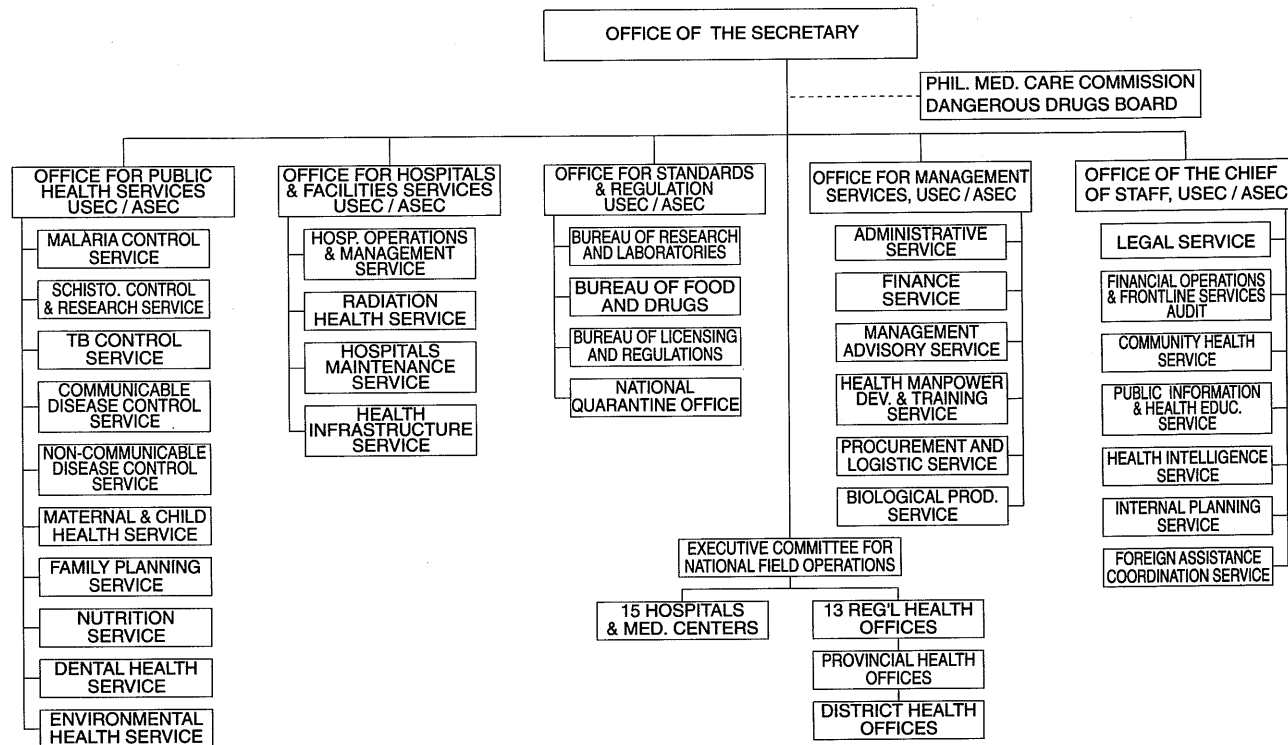 OFFICE OF THE SECRETARY
PHIL. MED. CARE COMMISSION
DANGEROUS DRUGS BOARD
OFFICE FOR PUBLIC
HEALTH SERVICES
USEC / ASEC
MALARIA CONTROL
SERVICE
SCHISTO. CONTROL
& RESEARCH SERVICE
TB CONTROL
SERVICE
COMMUNICABLE
DISEASE CONTROL
SERVICE
NON-COMMUNICABLE
DISEASE CONTROL
SERVICE
MATERNAL & CHILD
HEALTH SERVICE
FAMILY PLANNING
SERVICE
NUTRITION
SERVICE
DENTAL HEALTH
SERVICE
ENVIRONMENTAL
HEALTH SERVICE
OFFICE FOR HOSPITALS
& FACILITIES SERVICES
USEC / ASEC
HOSP. OPERATIONS
& MANAGEMENT
SERVICE
RADIATION
HEALTH SERVICE
HOSPITALS
MAINTENANCE
SERVICE
HEALTH
INFRASTRUCTURE
SERVICE
OFFICE FOR STANDARDS
& REGULATION
USEC / ASEC
BUREAU OF RESEARCH
AND LABORATORIES
BUREAU OF FOOD
AND DRUGS
BUREAU OF LICENSING
AND REGULATIONS
NATIONAL
QUARANTINE OFFICE
OFFICE FOR MANAGEMENT
SERVICES, USEC / ASEC
ADMINISTRATIVE
SERVICE
FINANCE
SERVICE
MANAGEMENT
ADVISORY SERVICE
HEALTH MANPOWER
DEV. & TRAINING
SERVICE
PROCUREMENT AND
LOGISTIC SERVICE
BIOLOGICAL PROD.
SERVICE
OFFICE OF THE CHIEF
OF STAFF, USEC / ASEC
LEGAL SERVICE
FINANCIAL OPERATIONS
& FRONTLINE SERVICES
AUDIT
COMMUNITY HEALTH
SERVICE
PUBLIC INFORMATION
& HEALTH EDUC.
SERVICE
HEALTH INTELLIGENCE
SERVICE
INTERNAL PLANNING
SERVICE
FOREIGN ASSISTANCE
COORDINATION SERVICE
EXECUTIVE COMMITTEE FOR
NATIONAL FIELD OPERATIONS
15 HOSPITALS
& MED. CENTERS
13 REG'L HEALTH
OFFICES
PROVINCIAL HEALTH
OFFICES
DISTRICT HEALTH
OFFICES